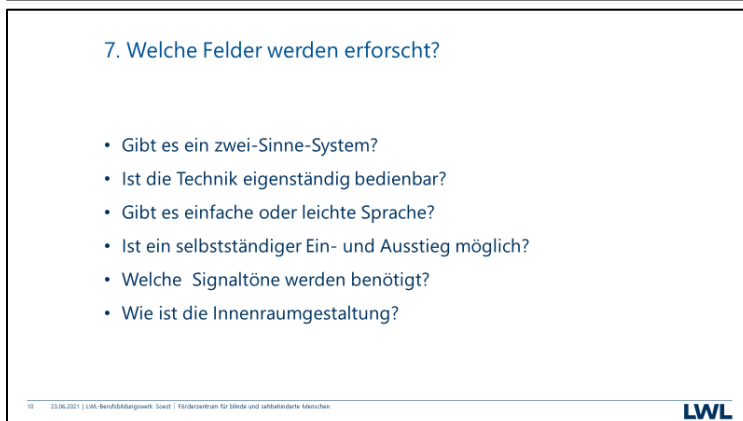 7. Welche Felder werden erforscht?
• Gibt es ein zwei-Sinne-System?
• Ist die Technik eigenständig bedienbar?
• Gibt es einfache oder leichte Sprache?
• Ist ein selbstständiger Ein- und Ausstieg möglich?
• Welche  Signaltöne werden benötigt?
• Wie ist die Innenraumgestaltung?
10 23.06.2021 | LWL-Berufsbildungswerk Soest | Förderzentrum für blinde und sehbehinderte Menschen
LWL